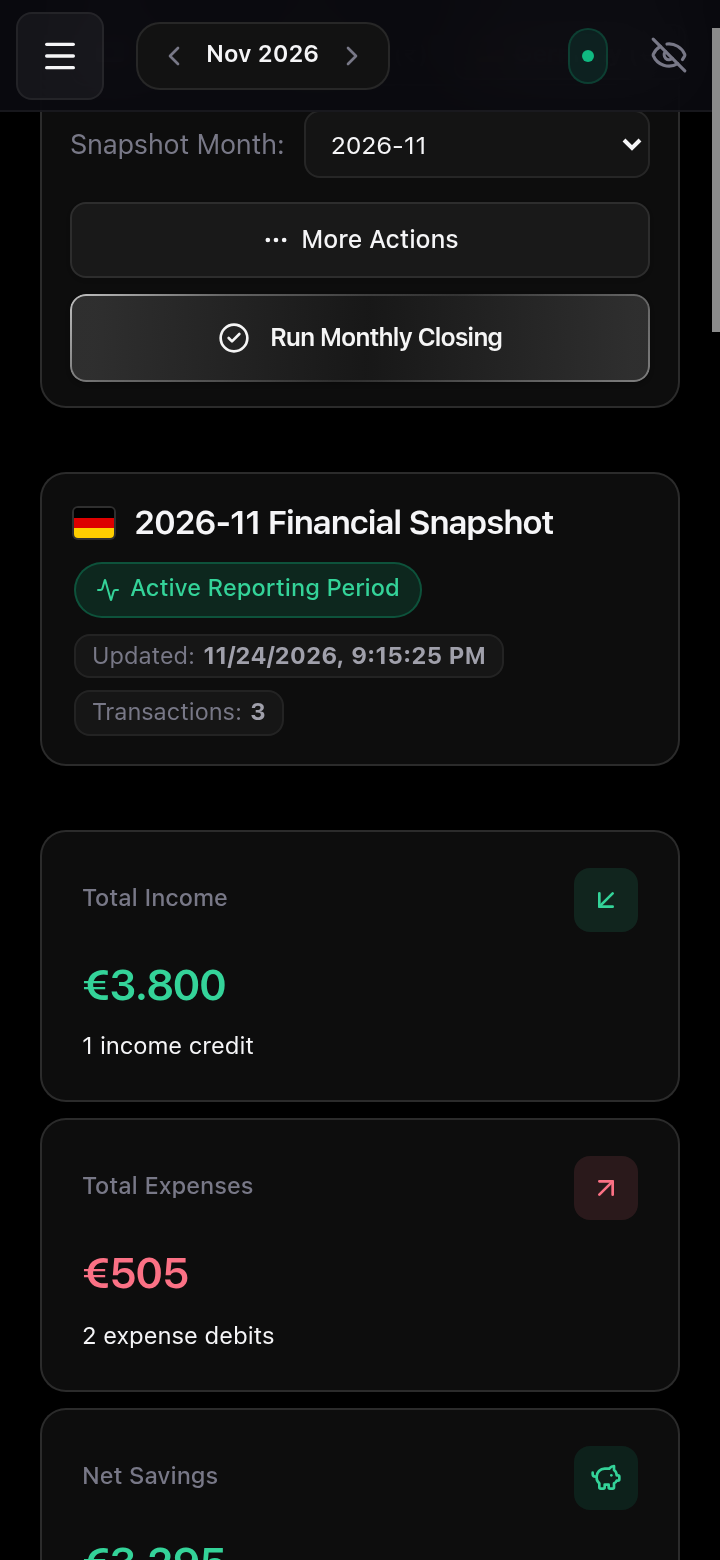 Nov 2026
Snapshot Month: 2026-11
More Actions
Run Monthly Closing
2026-11 Financial Snapshot
Active Reporting Period
Updated: 11/24/2026, 9:15:25 PM
Transactions: 3
Total Income
€3.800
1 income credit
Total Expenses
€505
2 expense debits
Net Savings
€3.295